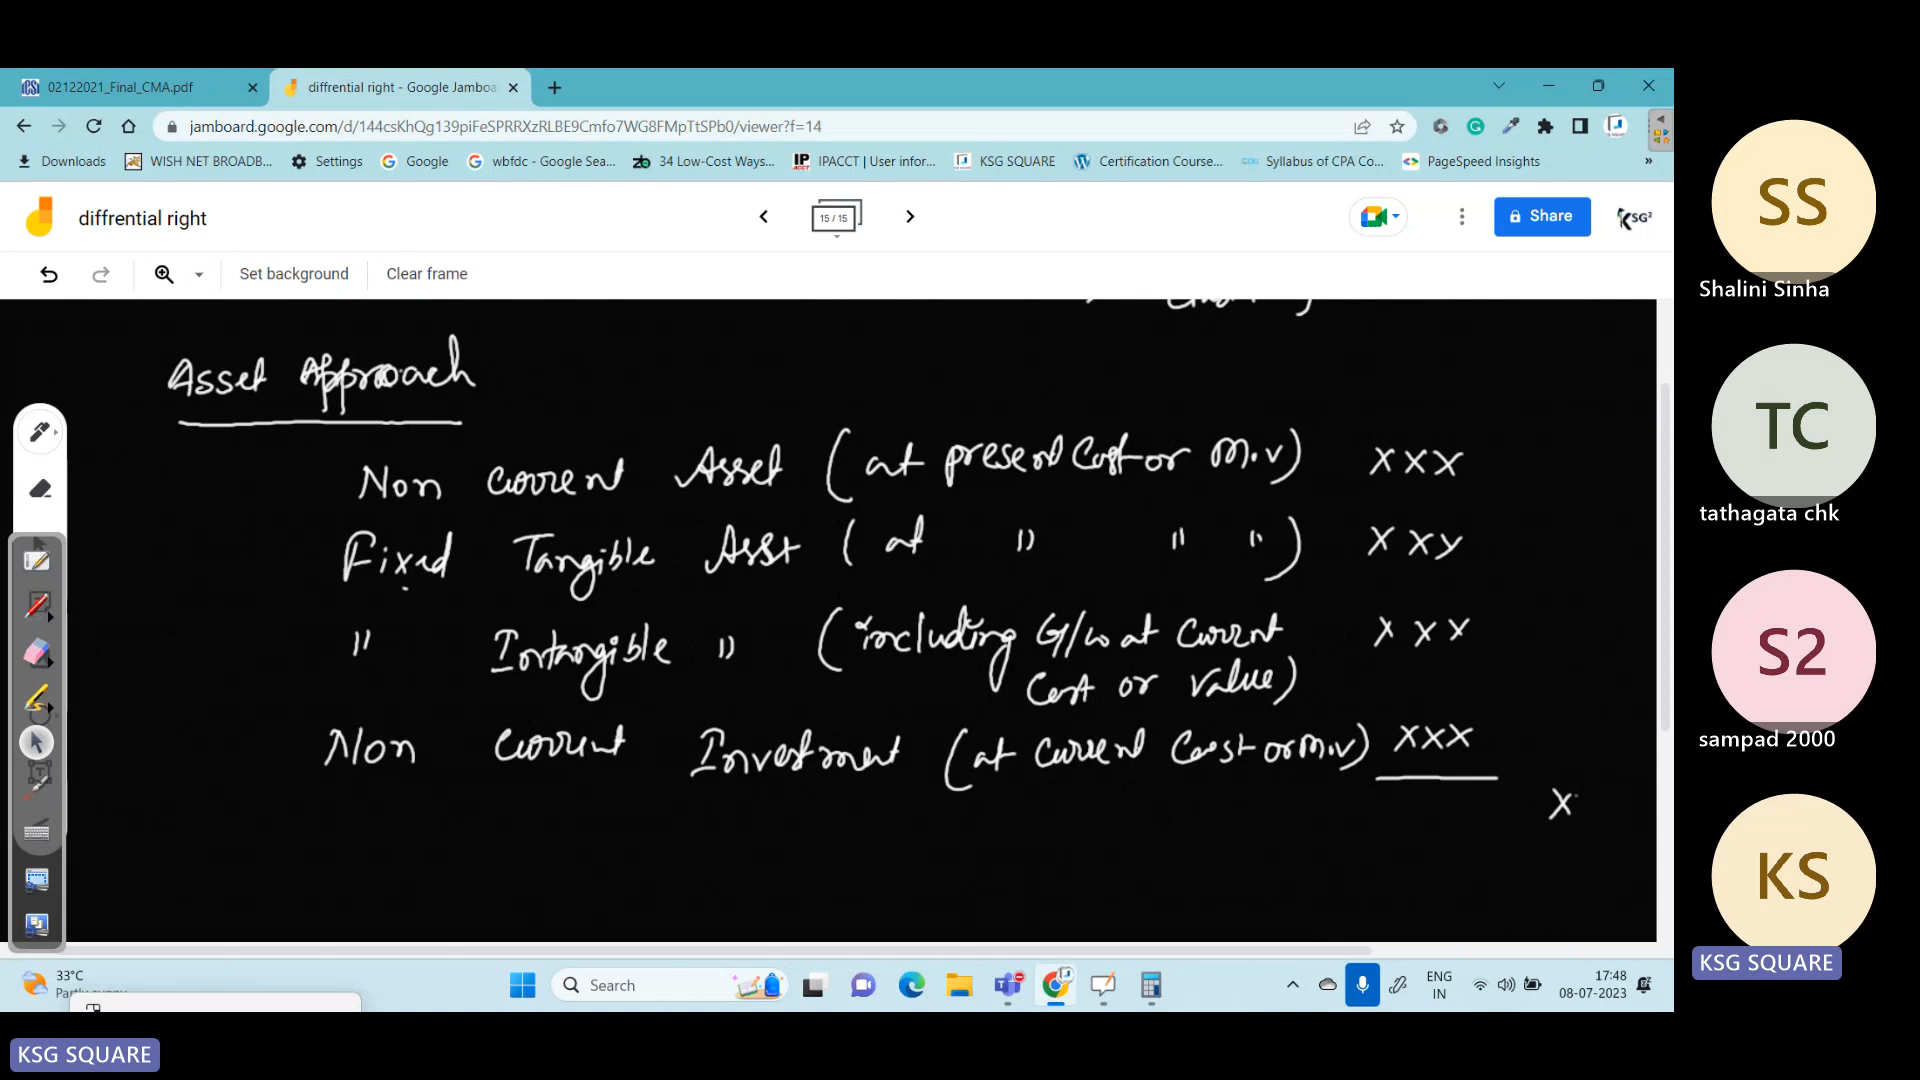 02122021_Final_CMA.pdf
diffrential right - Google Jamboa
jamboard.google.com/d/144csKhQg139piFeSPRRXzRLBE9Cmfo7WG8FMpTtSPb0/viewer?f=14
Downloads WISH NET BROADB... Settings Google wbfdc - Google Sea... 34 Low-Cost Ways... IPACCT | User infor... KSG SQUARE Certification Course... Syllabus of CPA Co... PageSpeed Insights »
diffrential right
15 / 15
Share
KSG²
Set background Clear frame
Asset Approach
Non Current Asset (at present Cost or M.V) XXX
Fixed Tangible Asst (at " " ") XXY
" Intangible " (including G/w at Current XXX
Cost or Value)
Non Current Investment (at Current Cost or M.V) XXX
X
33°C
Search
ENG
IN
17:48
08-07-2023
SS
Shalini Sinha
TC
tathagata chk
S2
sampad 2000
KS
KSG SQUARE
KSG SQUARE